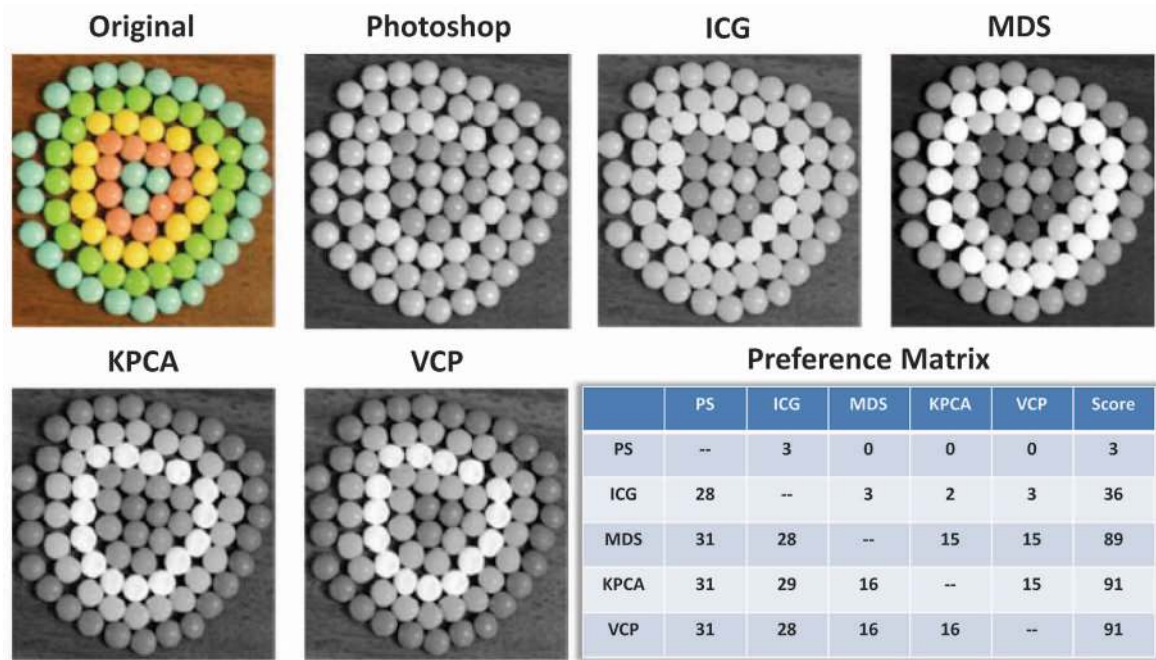 Original Photoshop ICG MDS
KPCA VCP Preference Matrix
PS ICG MDS KPCA VCP Score
PS -- 3 0 0 0 3
ICG 28 -- 3 2 3 36
MDS 31 28 -- 15 15 89
KPCA 31 29 16 -- 15 91
VCP 31 28 16 16 -- 91